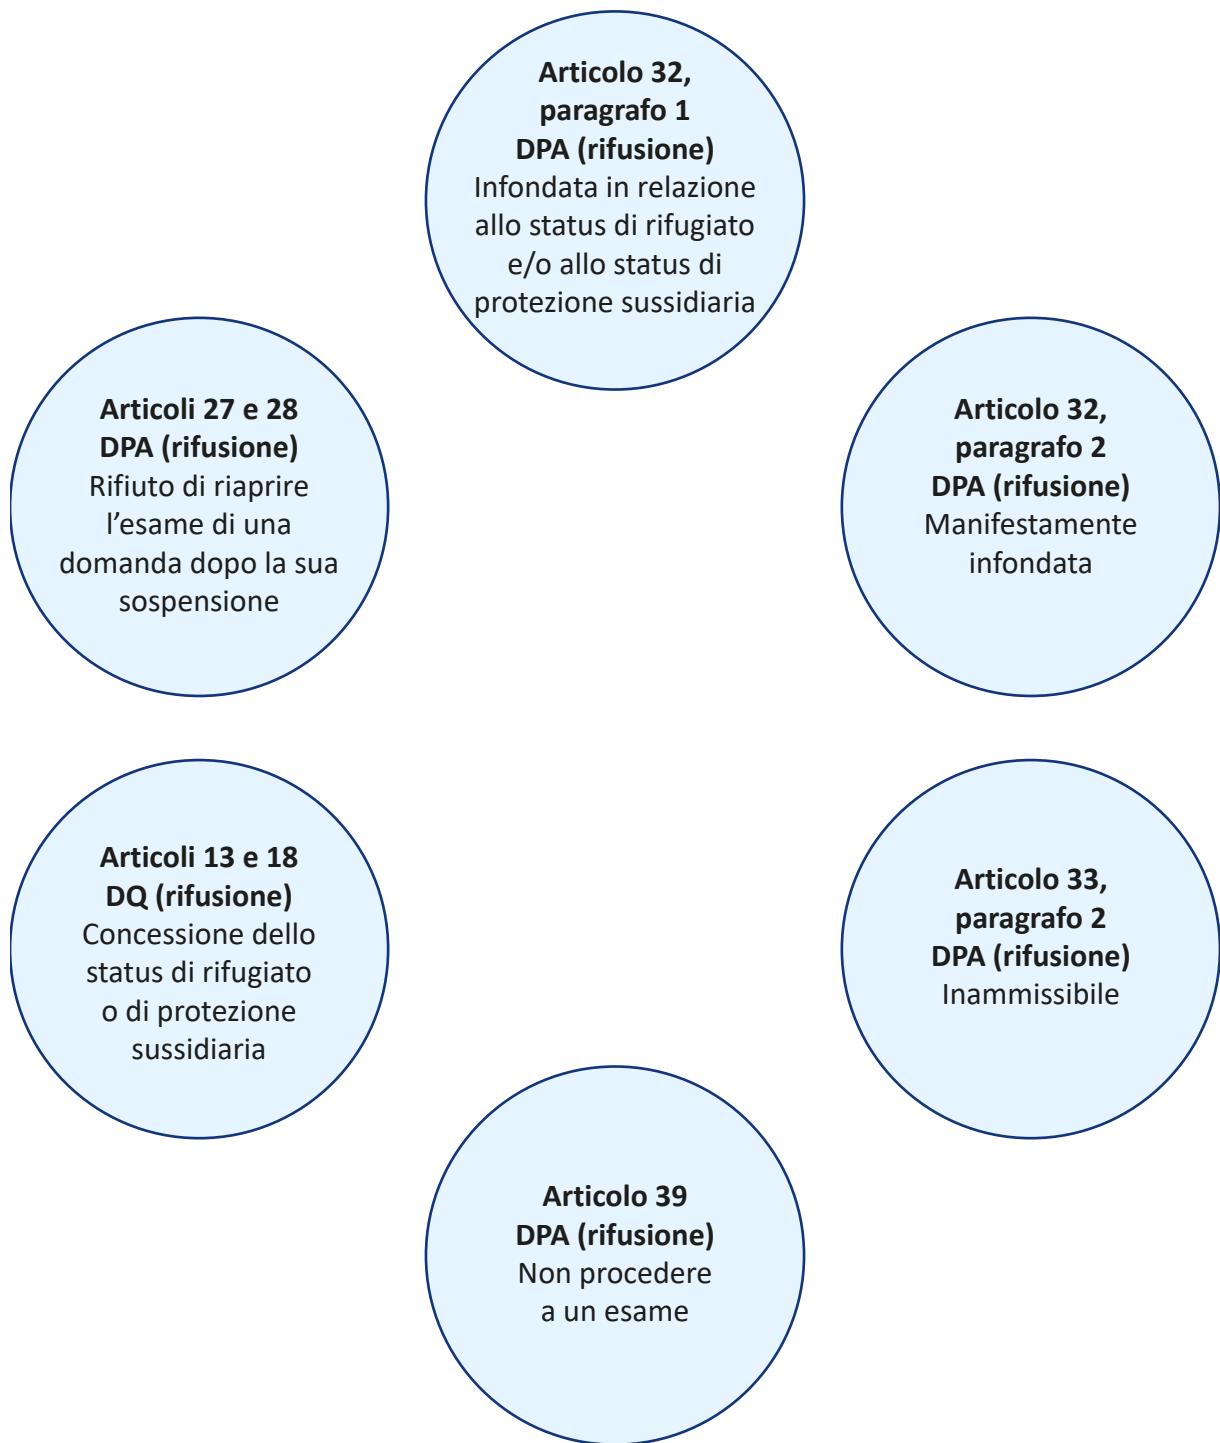 Articolo 32,
paragrafo 1
DPA (rifusione)
Infondata in relazione
allo status di rifugiato
e/o allo status di
protezione sussidiaria
Articolo 32,
paragrafo 2
DPA (rifusione)
Manifestamente
infondata
Articolo 33,
paragrafo 2
DPA (rifusione)
Inammissibile
Articolo 39
DPA (rifusione)
Non procedere
a un esame
Articoli 13 e 18
DQ (rifusione)
Concessione dello
status di rifugiato
o di protezione
sussidiaria
Articoli 27 e 28
DPA (rifusione)
Rifiuto di riaprire
l’esame di una
domanda dopo la sua
sospensione